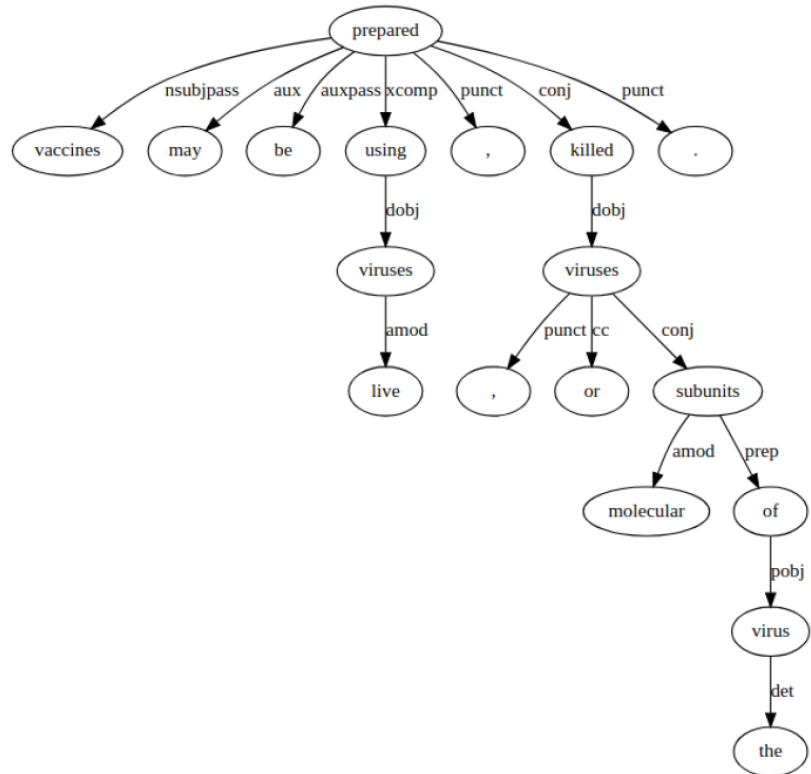 prepared
nsubjpass aux auxpass xcomp punct conj punct
vaccines may be using , killed .
dobj dobj
viruses viruses
amod punct cc conj
live , or subunits
amod prep
molecular of
pobj
virus
det
the